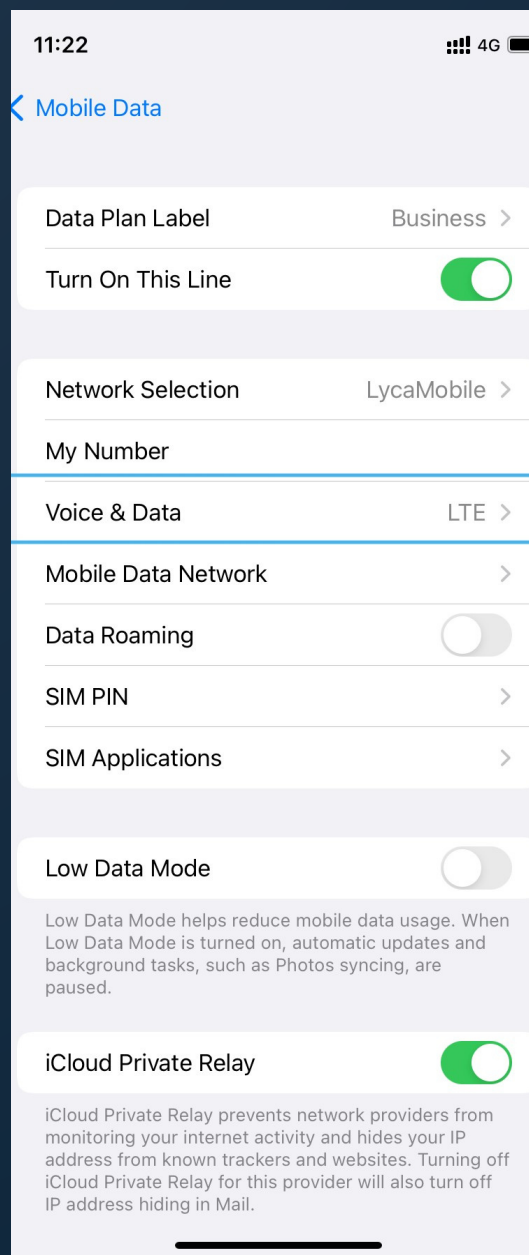 11:22 4G
Mobile Data
Data Plan Label Business
Turn On This Line
Network Selection LycaMobile
My Number
Voice & Data LTE
Mobile Data Network
Data Roaming
SIM PIN
SIM Applications
Low Data Mode
Low Data Mode helps reduce mobile data usage. When
Low Data Mode is turned on, automatic updates and
background tasks, such as Photos syncing, are
paused.
iCloud Private Relay
iCloud Private Relay prevents network providers from
monitoring your internet activity and hides your IP
address from known trackers and websites. Turning off
iCloud Private Relay for this provider will also turn off
IP address hiding in Mail.